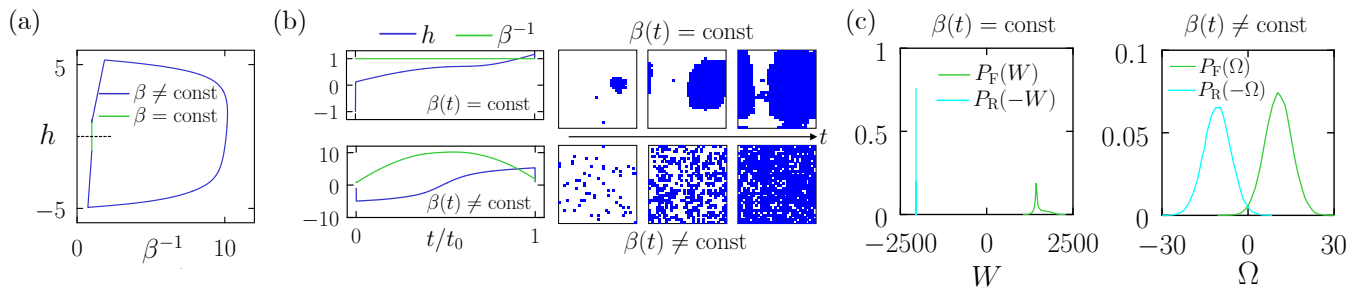 (a)
5
h
−5
0
10
β⁻¹
β ≠ const
β = const
(b)
h
β⁻¹
1
0
−1
β(t) = const
10
0
−10
β(t) ≠ const
0
t/t₀
1
β(t) = const
t
β(t) ≠ const
(c)
β(t) = const
1
0.5
0
P_F(W)
P_R(−W)
−2500
0
2500
W
β(t) ≠ const
0.1
0.05
0
P_F(Ω)
P_R(−Ω)
−30
0
30
Ω